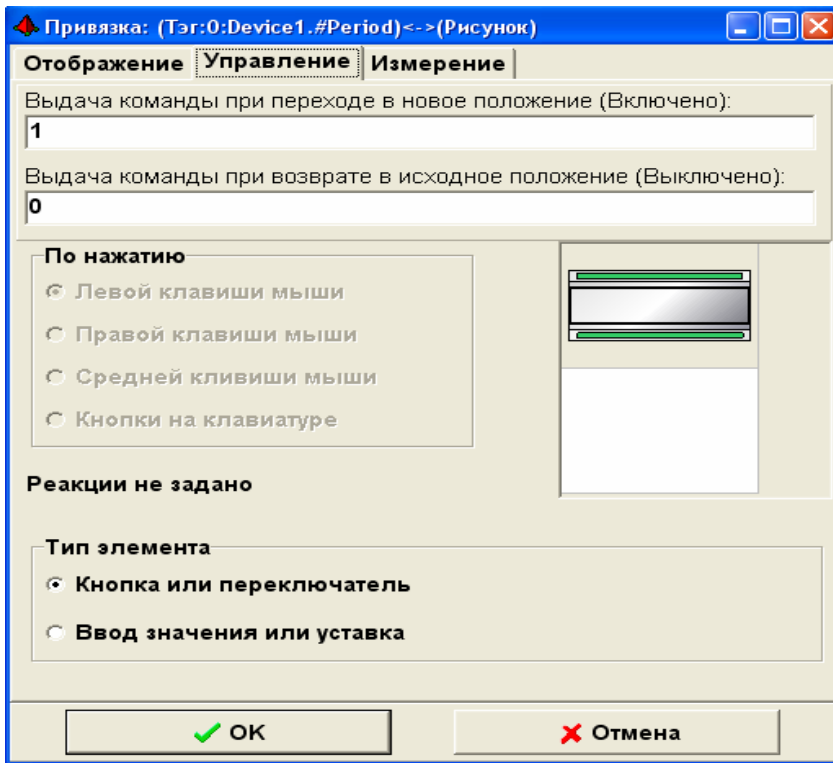 Привязка: (Тэг:0:Device1.#Period)<->(Рисунок)
Отображение Управление Измерение
Выдача команды при переходе в новое положение (Включено):
1
Выдача команды при возврате в исходное положение (Выключено):
0
По нажатию
Левой клавиши мыши
Правой клавиши мыши
Средней кливиши мыши
Кнопки на клавиатуре
Реакции не задано
Тип элемента
Кнопка или переключатель
Ввод значения или уставка
OK Отмена